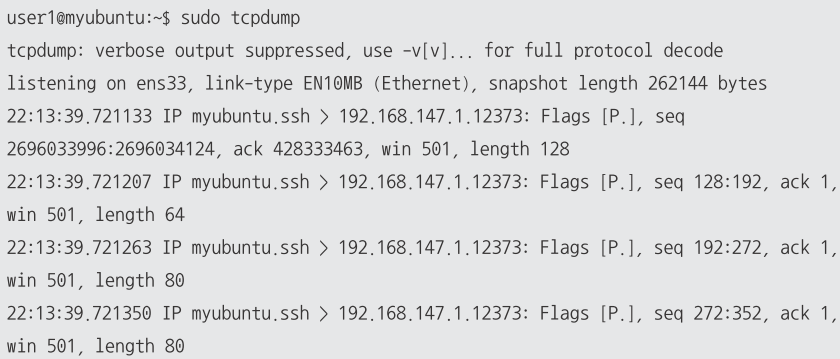 user1@myubuntu:~$ sudo tcpdump
tcpdump: verbose output suppressed, use -v[v]... for full protocol decode
listening on ens33, link-type EN10MB (Ethernet), snapshot length 262144 bytes
22:13:39.721133 IP myubuntu.ssh > 192.168.147.1.12373: Flags [P.], seq
2696033996:2696034124, ack 428333463, win 501, length 128
22:13:39.721207 IP myubuntu.ssh > 192.168.147.1.12373: Flags [P.], seq 128:192, ack 1,
win 501, length 64
22:13:39.721263 IP myubuntu.ssh > 192.168.147.1.12373: Flags [P.], seq 192:272, ack 1,
win 501, length 80
22:13:39.721350 IP myubuntu.ssh > 192.168.147.1.12373: Flags [P.], seq 272:352, ack 1,
win 501, length 80